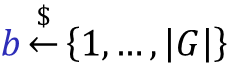 b ←$ {1, ..., |G|}